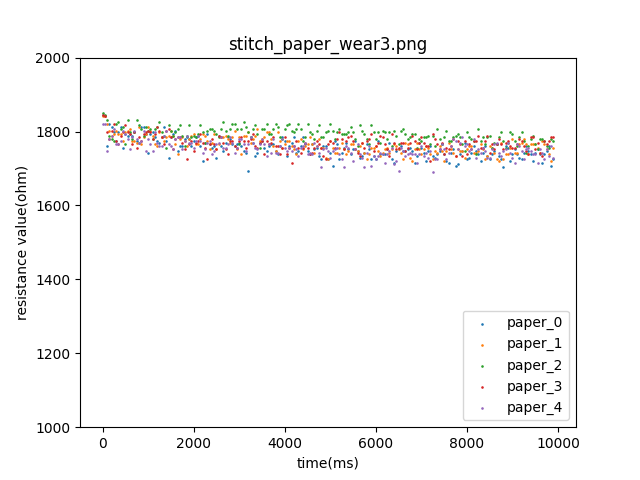 stitch_paper_wear3.png
2000
1800
1600
1400
1200
1000
resistance value(ohm)
paper_0
paper_1
paper_2
paper_3
paper_4
0 2000 4000 6000 8000 10000
time(ms)